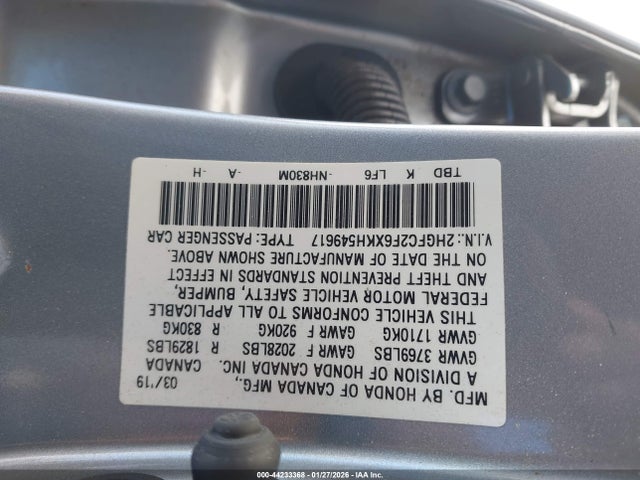 MFD. BY HONDA OF CANADA MFG.,
A DIVISION OF HONDA CANADA INC. CANADA
03/'19
GVWR 3769LBS GAWR F 2028LBS R 1829LBS
GVWR 1710KG GAWR F 920KG R 830KG
THIS VEHICLE CONFORMS TO ALL APPLICABLE
FEDERAL MOTOR VEHICLE SAFETY, BUMPER,
AND THEFT PREVENTION STANDARDS IN EFFECT
ON THE DATE OF MANUFACTURE SHOWN ABOVE.
V.I.N.: 2HGFC2F6XKH549617 TYPE: PASSENGER CAR
TBD K LF6 -NH830M -A -H
000-44233368 | 01/27/2026 - IAA Inc.